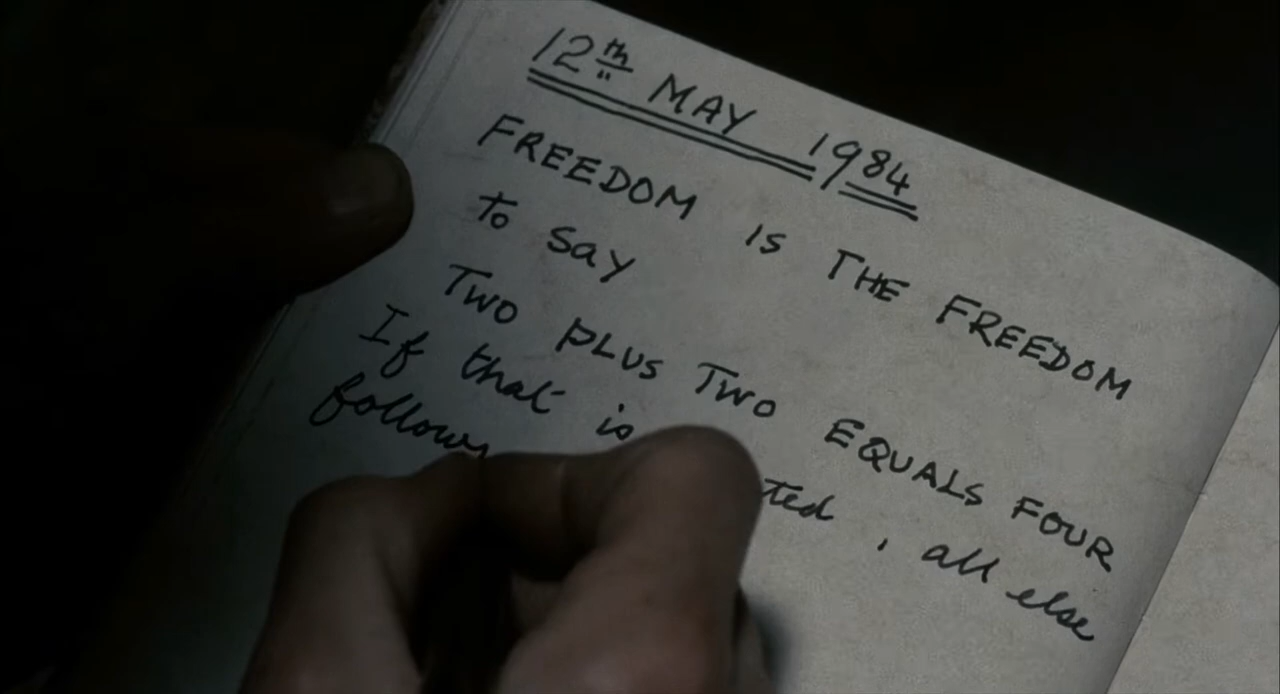 12th MAY 1984
FREEDOM IS THE FREEDOM
to say
Two plus Two EQUALS FOUR
If that is ted, all else
follows